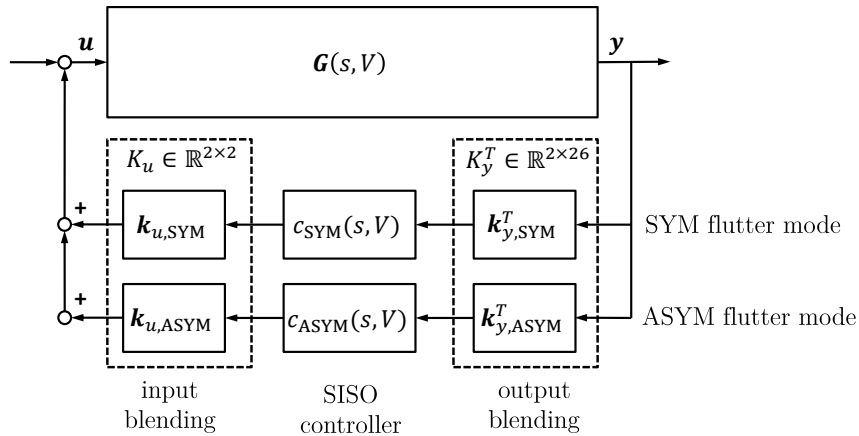 u
G(s, V)
y
K_u ∈ ℝ^{2×2}
K_y^T ∈ ℝ^{2×26}
+
k_{u,SYM}
c_{SYM}(s, V)
k_{y,SYM}^T
SYM flutter mode
+
k_{u,ASYM}
c_{ASYM}(s, V)
k_{y,ASYM}^T
ASYM flutter mode
input
blending
SISO
controller
output
blending